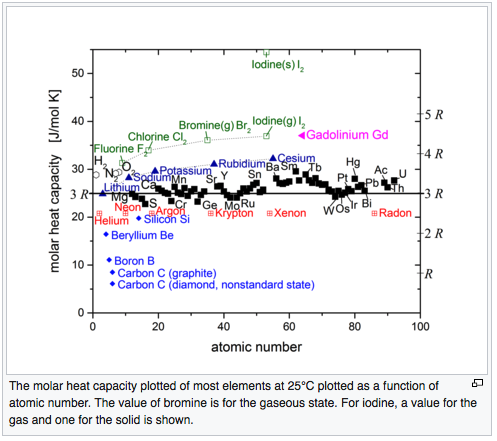 Iodine(s) I2
50
5 R
Gadolinium Gd
Iodine(g) I2
Bromine(g) Br2
Chlorine Cl2
Fluorine F2
40
4 R
H2
N2
O2
Sodium
Potassium
Rubidium
Cesium
30
Lithium
Mg
Ca
Mn
Sr
Y
Sn
Ba
Sm
Tb
Hg
Pt
Pb
Ac
U
Th
3 R
3 R
S
Cr
Ge
Mo
Ru
W
Os
Ir
Bi
Helium
Neon
Argon
Krypton
Xenon
Radon
20
Silicon Si
Beryllium Be
2 R
Boron B
10
Carbon C (graphite)
Carbon C (diamond, nonstandard state)
R
0
0
20
40
60
80
100
molar heat capacity [J/mol K]
atomic number
The molar heat capacity plotted of most elements at 25°C plotted as a function of
atomic number. The value of bromine is for the gaseous state. For iodine, a value for the
gas and one for the solid is shown.